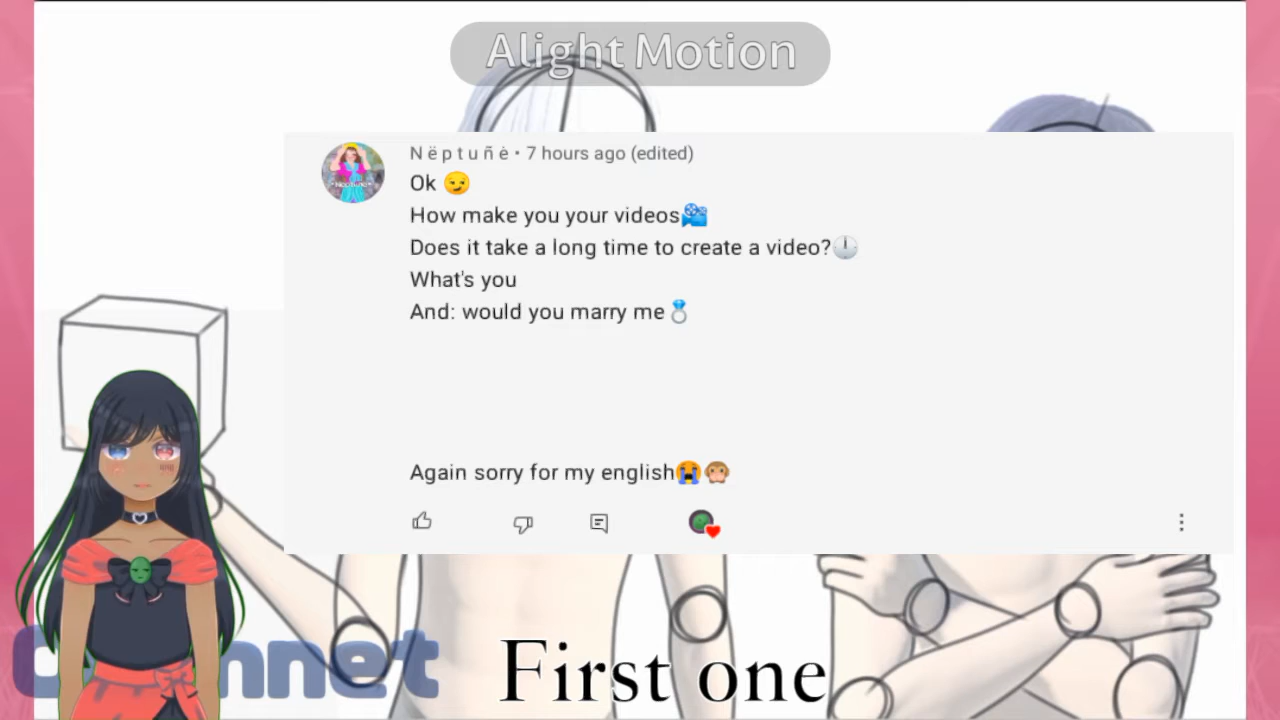 Alight Motion
N ë p t u ñ ė • 7 hours ago (edited)
Ok 😏
How make you your videos🎥
Does it take a long time to create a video?🕛
What's you
And: would you marry me💍
Again sorry for my english😭🙊
First one